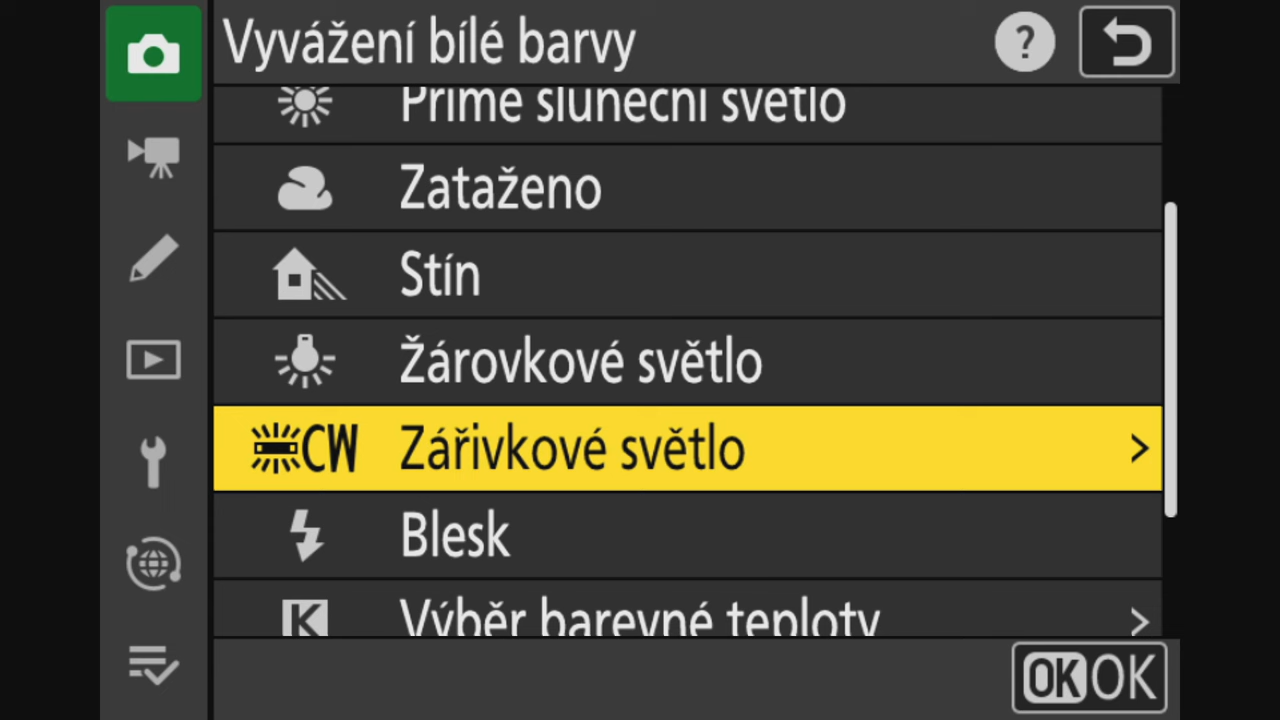 Vyvážení bílé barvy
?
Přímé sluneční světlo
Zataženo
Stín
Žárovkové světlo
CW Zářivkové světlo >
Blesk
K Výběr barevné teploty >
OK OK